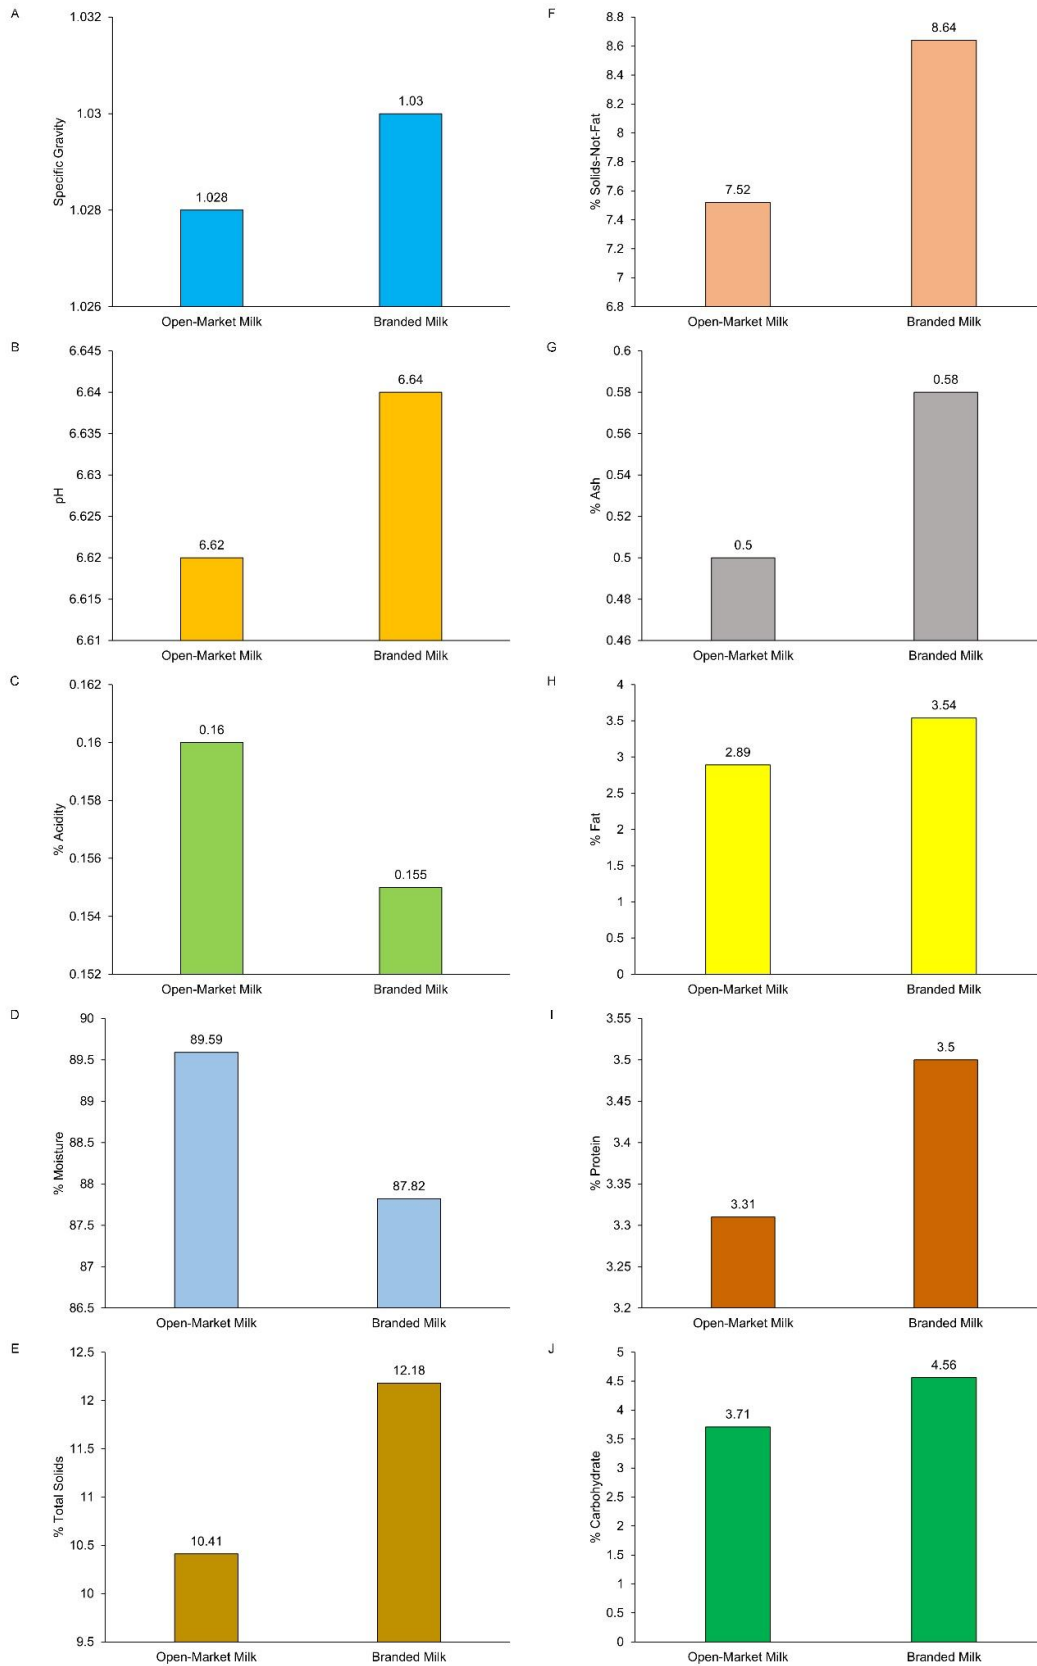 A
1.032
1.03
1.028
1.026
Specific Gravity
1.028
1.03
Open-Market Milk
Branded Milk
B
6.645
6.64
6.635
6.63
6.625
6.62
6.615
6.61
pH
6.62
6.64
Open-Market Milk
Branded Milk
C
0.162
0.16
0.158
0.156
0.154
0.152
% Acidity
0.16
0.155
Open-Market Milk
Branded Milk
D
90
89.5
89
88.5
88
87.5
87
86.5
% Moisture
89.59
87.82
Open-Market Milk
Branded Milk
E
12.5
12
11.5
11
10.5
10
9.5
% Total Solids
10.41
12.18
Open-Market Milk
Branded Milk
F
8.8
8.6
8.4
8.2
8
7.8
7.6
7.4
7.2
7
6.8
% Solids-Not-Fat
7.52
8.64
Open-Market Milk
Branded Milk
G
0.6
0.58
0.56
0.54
0.52
0.5
0.48
0.46
% Ash
0.5
0.58
Open-Market Milk
Branded Milk
H
4
3.5
3
2.5
2
1.5
1
0.5
0
% Fat
2.89
3.54
Open-Market Milk
Branded Milk
I
3.55
3.5
3.45
3.4
3.35
3.3
3.25
3.2
% Protein
3.31
3.5
Open-Market Milk
Branded Milk
J
5
4.5
4
3.5
3
2.5
2
1.5
1
0.5
0
% Carbohydrate
3.71
4.56
Open-Market Milk
Branded Milk